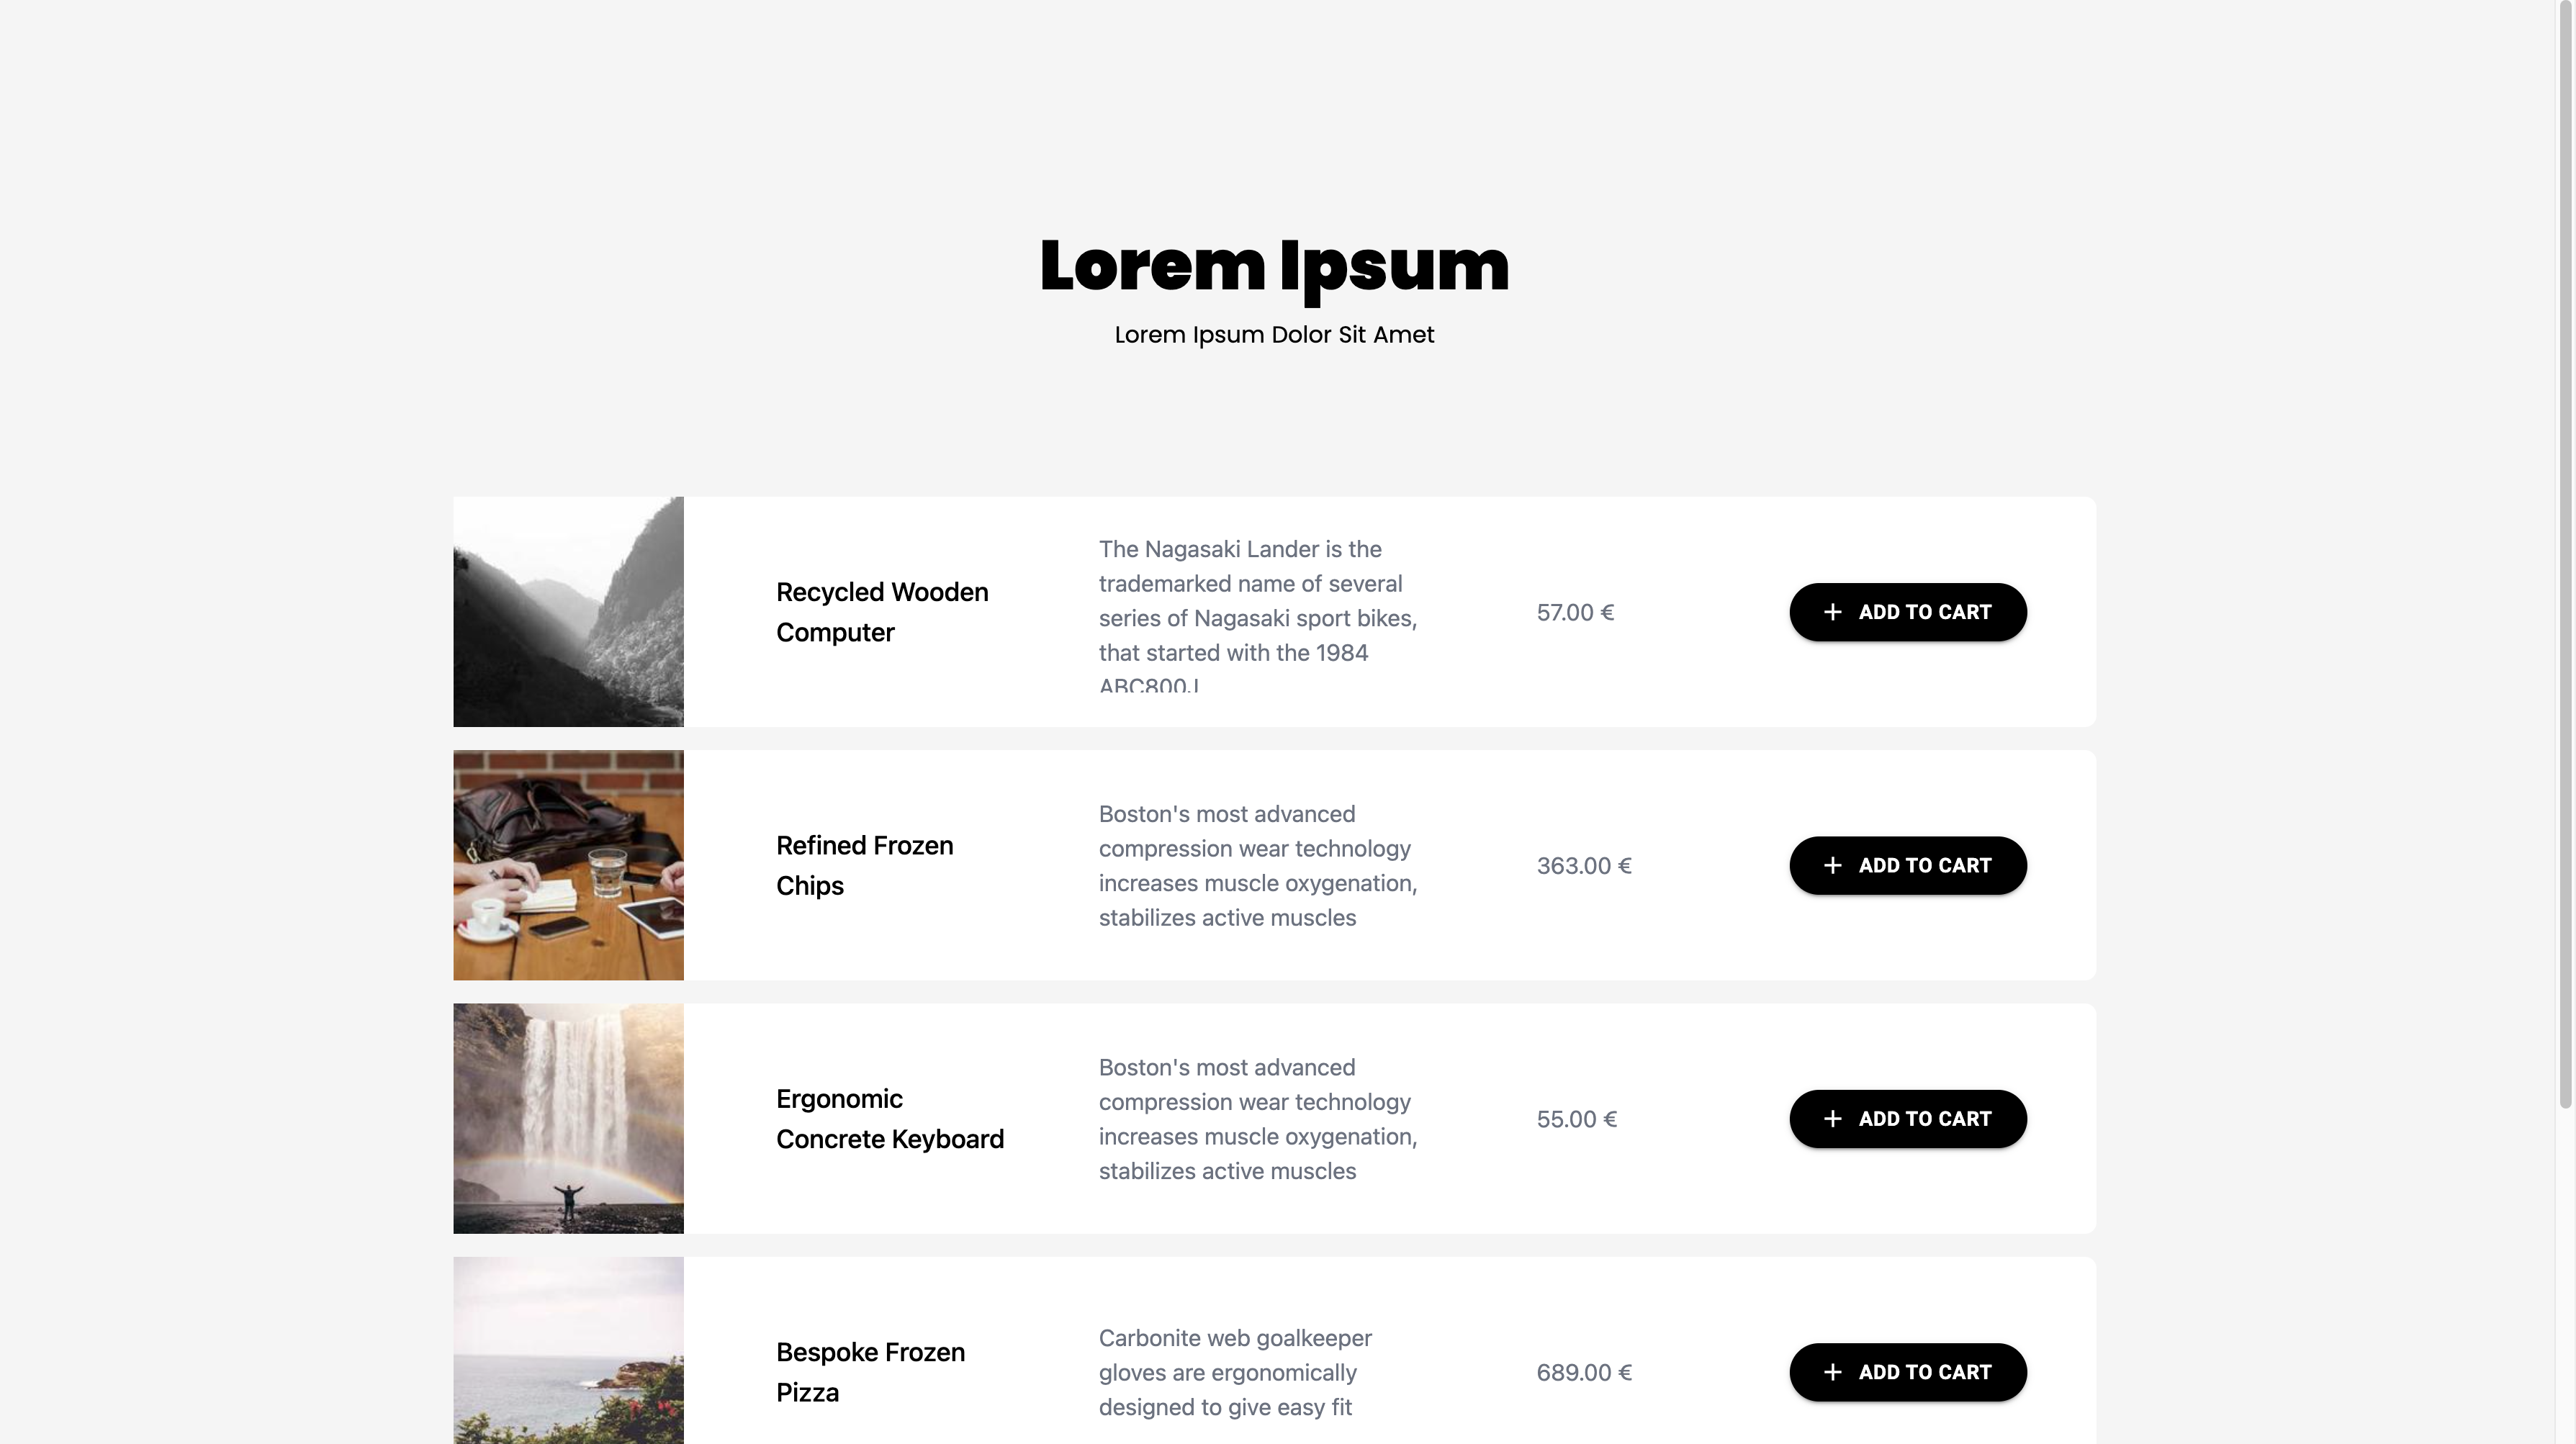 Lorem Ipsum
Lorem Ipsum Dolor Sit Amet
Recycled Wooden
Computer
The Nagasaki Lander is the
trademarked name of several
series of Nagasaki sport bikes,
that started with the 1984
ABC800J
57.00 €
+ ADD TO CART
Refined Frozen
Chips
Boston's most advanced
compression wear technology
increases muscle oxygenation,
stabilizes active muscles
363.00 €
+ ADD TO CART
Ergonomic
Concrete Keyboard
Boston's most advanced
compression wear technology
increases muscle oxygenation,
stabilizes active muscles
55.00 €
+ ADD TO CART
Bespoke Frozen
Pizza
Carbonite web goalkeeper
gloves are ergonomically
designed to give easy fit
689.00 €
+ ADD TO CART